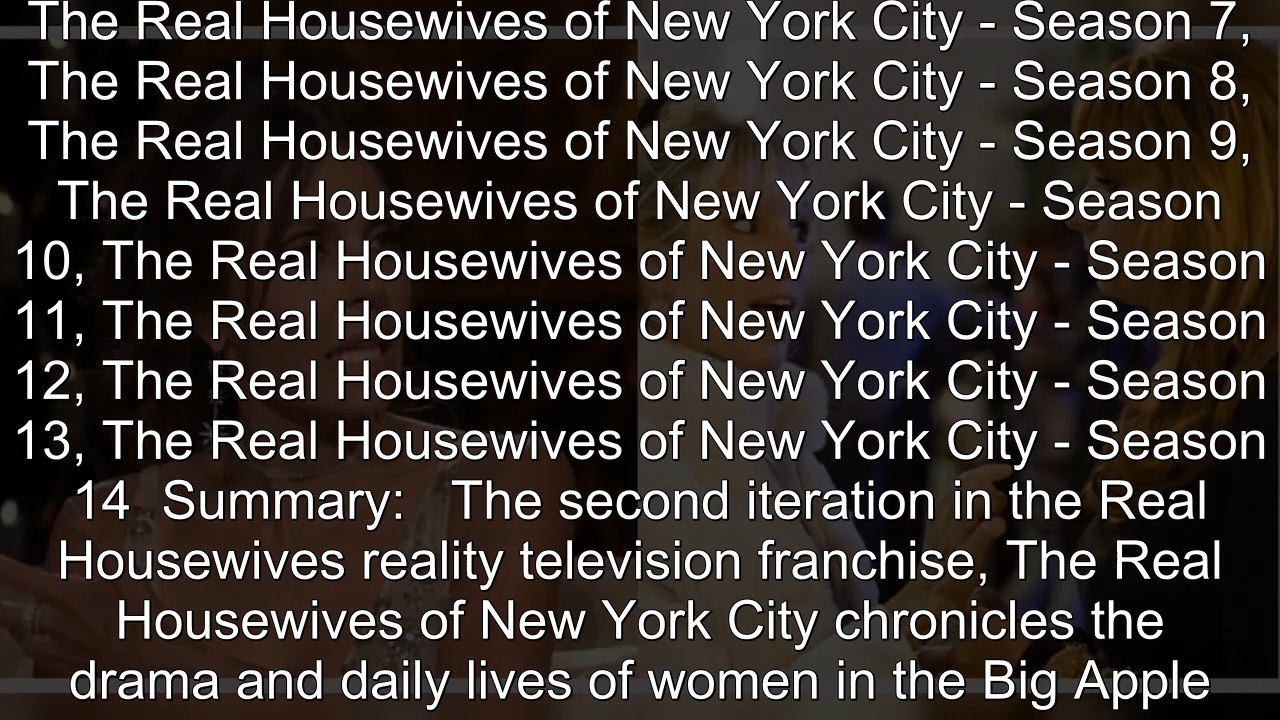 The Real Housewives of New York City - Season 7,
The Real Housewives of New York City - Season 8,
The Real Housewives of New York City - Season 9,
The Real Housewives of New York City - Season
10, The Real Housewives of New York City - Season
11, The Real Housewives of New York City - Season
12, The Real Housewives of New York City - Season
13, The Real Housewives of New York City - Season
14  Summary:   The second iteration in the Real
Housewives reality television franchise, The Real
Housewives of New York City chronicles the
drama and daily lives of women in the Big Apple